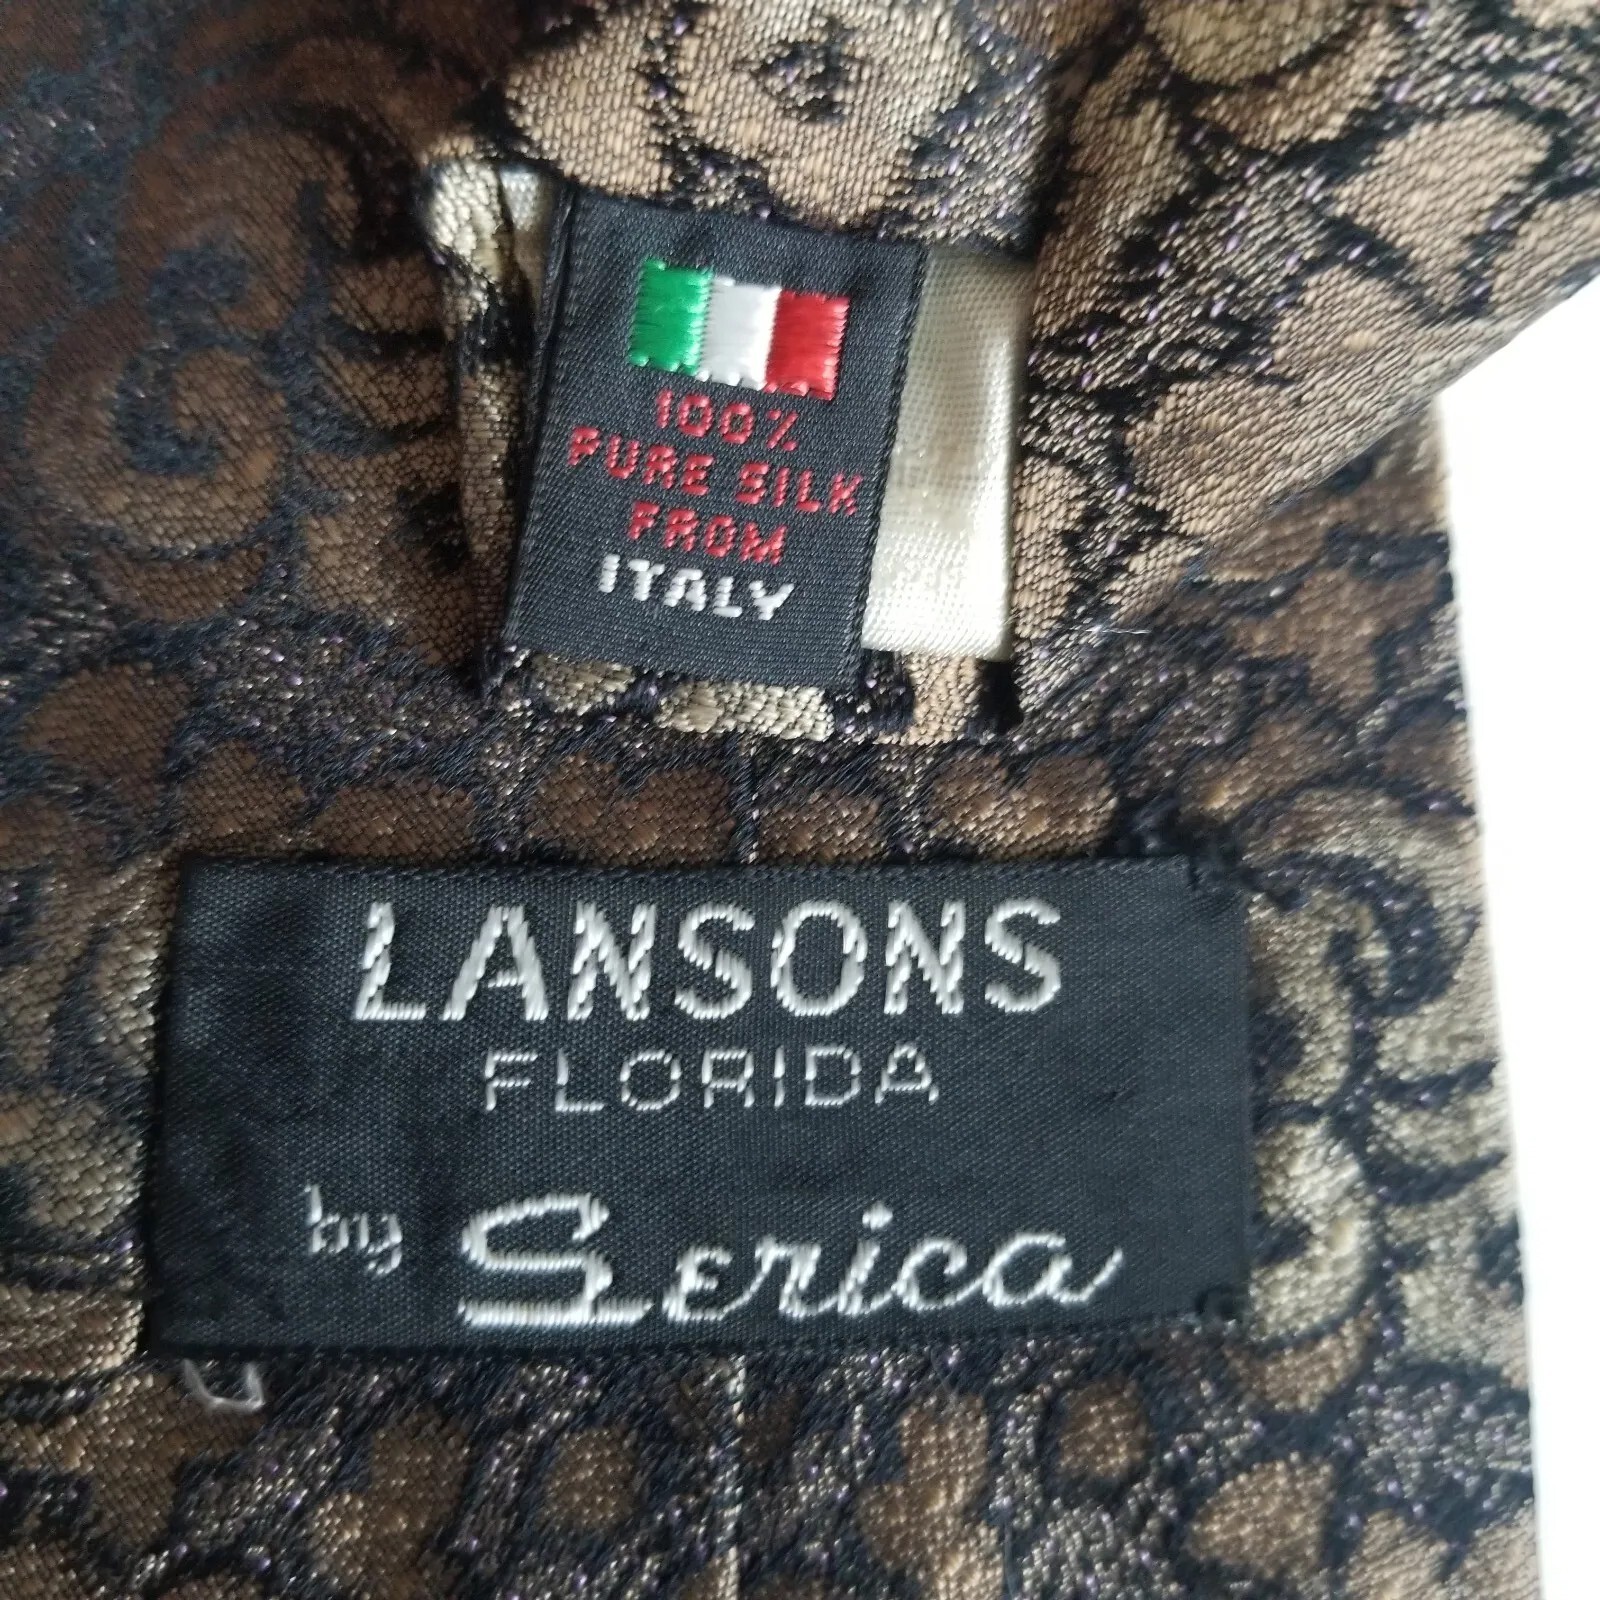 100%
PURE SILK
FROM
ITALY
LANSONS
FLORIDA
by Serica